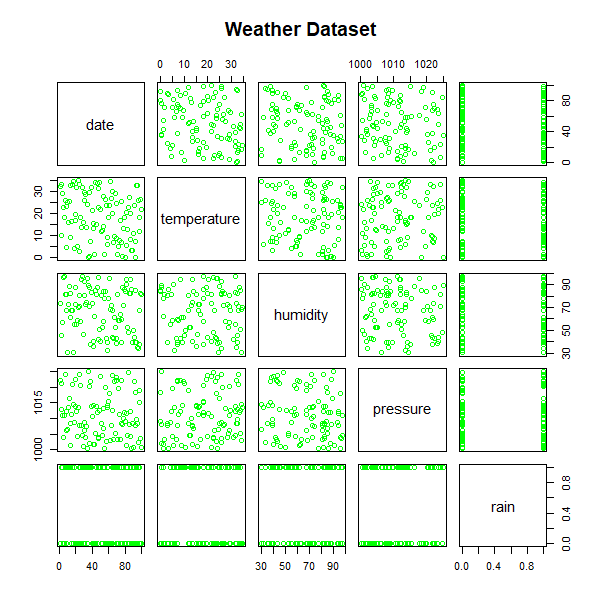 Weather Dataset
0 10 20 30
1000 1010 1020
date
0 40 80
0 10 20 30
temperature
humidity
30 50 70 90
1000 1015
pressure
rain
0.0 0.4 0.8
0 40 80
30 50 70 90
0.0 0.4 0.8